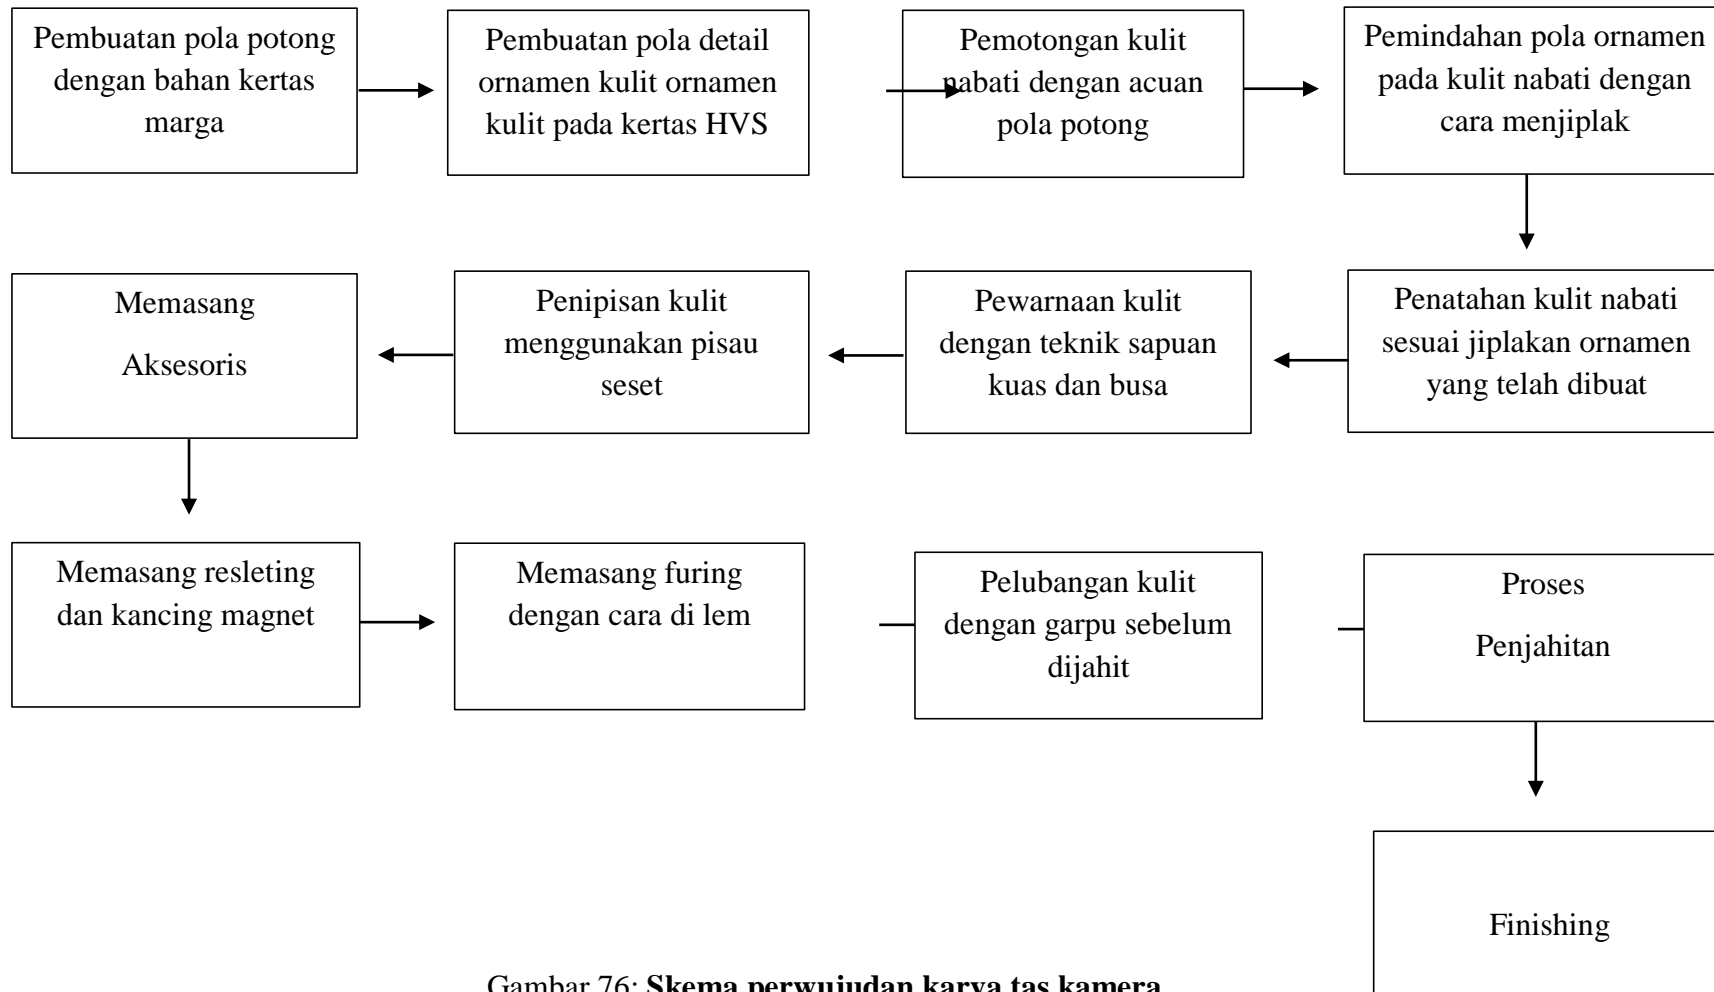 Pembuatan pola potong
dengan bahan kertas
marga
Pembuatan pola detail
ornamen kulit ornamen
kulit pada kertas HVS
Pemotongan kulit
nabati dengan acuan
pola potong
Pemindahan pola ornamen
pada kulit nabati dengan
cara menjiplak
Penatahan kulit nabati
sesuai jiplakan ornamen
yang telah dibuat
Pewarnaan kulit
dengan teknik sapuan
kuas dan busa
Penipisan kulit
menggunakan pisau
seset
Memasang
Aksesoris
Memasang resleting
dan kancing magnet
Memasang furing
dengan cara di lem
Pelubangan kulit
dengan garpu sebelum
dijahit
Proses
Penjahitan
Finishing
Gambar 76: Skema perwujudan karya tas kamera